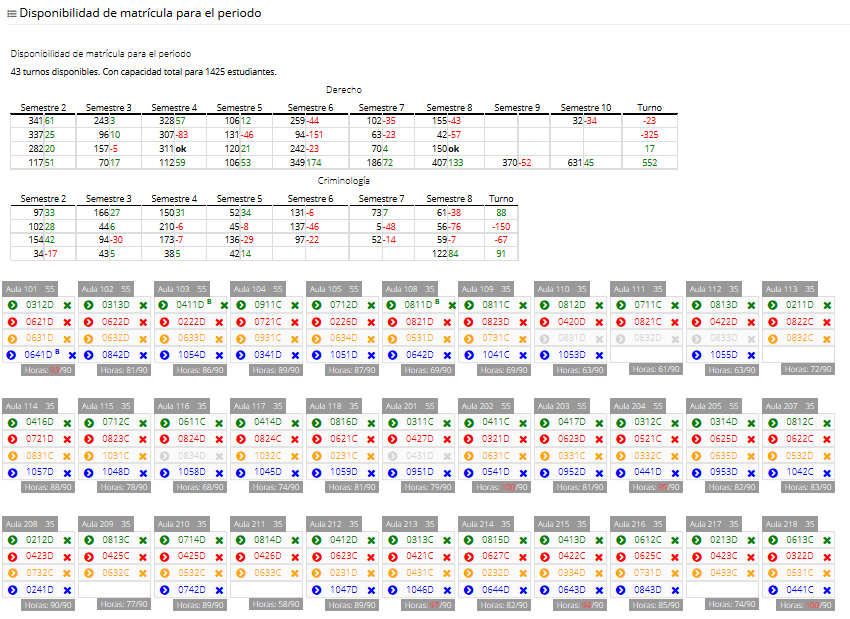 Disponibilidad de matrícula para el periodo
Disponibilidad de matrícula para el periodo
43 turnos disponibles. Con capacidad total para 1425 estudiantes.
Derecho
Semestre 2 Semestre 3 Semestre 4 Semestre 5 Semestre 6 Semestre 7 Semestre 8 Semestre 9 Semestre 10 Turno
341 61 243 3 328 57 106 12 259 -44 102 -35 155 -43 32 -34 -23
337 25 96 10 307 -83 131 -46 94 -151 63 -23 42 -57 -325
282 20 157 -5 311 ok 120 21 242 -23 70 4 150 ok 17
117 51 70 17 112 59 106 53 349 174 186 72 407 133 370 -52 631 45 552
Criminología
Semestre 2 Semestre 3 Semestre 4 Semestre 5 Semestre 6 Semestre 7 Semestre 8 Turno
97 33 166 27 150 31 52 34 131 -6 73 7 61 -38 88
102 28 44 6 210 -6 45 -8 137 -46 5 -48 56 -76 -150
154 42 94 -30 173 -7 136 -29 97 -22 52 -14 59 -7 -67
34 -17 43 5 38 5 42 14 122 84 91
Aula 101 55 Aula 102 55 Aula 103 55 Aula 104 55 Aula 105 55 Aula 108 35 Aula 109 35 Aula 110 35 Aula 111 35 Aula 112 35 Aula 113 35
0312D 0313D 0411D B 0911C 0712D 0811D B 0811C 0812D 0711C 0813D 0211D
0621D 0622D 0222D 0721C 0226D 0821D 0823D 0420D 0821C 0422D 0822C
0631D 0632D 0633D 0931C 0634D 0531D 0731C 0831D 0832D 0833D 0832C
0641D B 0842D 1054D 0341D 1051D 0642D 1041C 1053D 1055D
Horas: /90 Horas: 81/90 Horas: 86/90 Horas: 89/90 Horas: 87/90 Horas: 69/90 Horas: 69/90 Horas: 63/90 Horas: 61/90 Horas: 63/90 Horas: 72/90
Aula 114 35 Aula 115 35 Aula 116 35 Aula 117 35 Aula 118 35 Aula 201 55 Aula 202 55 Aula 203 55 Aula 204 55 Aula 205 55 Aula 207 35
0416D 0712C 0611C 0414D 0816D 0311C 0411C 0417D 0312C 0314D 0812C
0721D 0823C 0824D 0824C 0621C 0427D 0321D 0623D 0521C 0625D 0622C
0831C 1031C 0834D 1032C 0231C 0431D 0631C 0331C 0332C 0635D 0532D
1057D 1048D 1058D 1045D 1059D 0951D 0541D 0952D 0441D 0953D 1042C
Horas: 88/90 Horas: 78/90 Horas: 68/90 Horas: 74/90 Horas: 81/90 Horas: 79/90 Horas: /90 Horas: 81/90 Horas: /90 Horas: 82/90 Horas: 83/90
Aula 208 35 Aula 209 35 Aula 210 35 Aula 211 35 Aula 212 35 Aula 213 35 Aula 214 35 Aula 215 35 Aula 216 35 Aula 217 35 Aula 218 35
0212D 0813C 0714D 0814D 0412D 0313C 0815D 0413D 0612C 0213D 0613C
0423D 0425C 0425D 0426D 0623C 0421C 0627C 0422C 0625C 0423C 0322D
0732C 0632C 0532C 0633C 0231D 0431C 0232D 0334D 0731D 0433C 0531C
0241D 0742D 1047D 1046D 0644D 0643D 0843D 0441C
Horas: 90/90 Horas: 77/90 Horas: 89/90 Horas: 58/90 Horas: 89/90 Horas: /90 Horas: 82/90 Horas: /90 Horas: 85/90 Horas: 74/90 Horas: /90